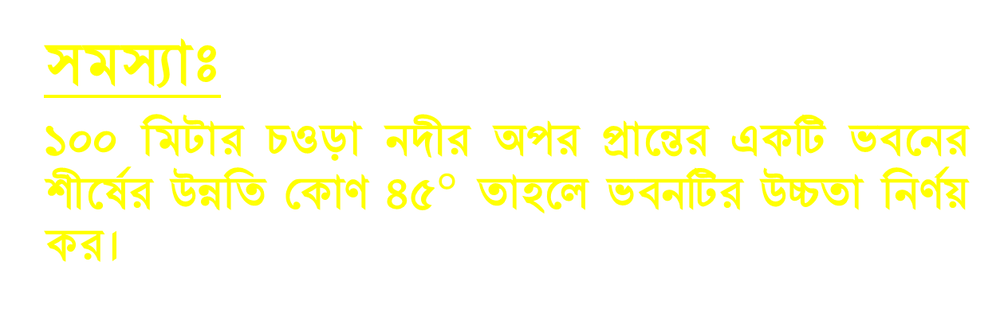 সমস্যাঃ
১০০ মিটার চওড়া নদীর অপর প্রান্তের একটি ভবনের
শীর্ষের উন্নতি কোণ ৪৫° তাহলে ভবনটির উচ্চতা নির্ণয়
কর।